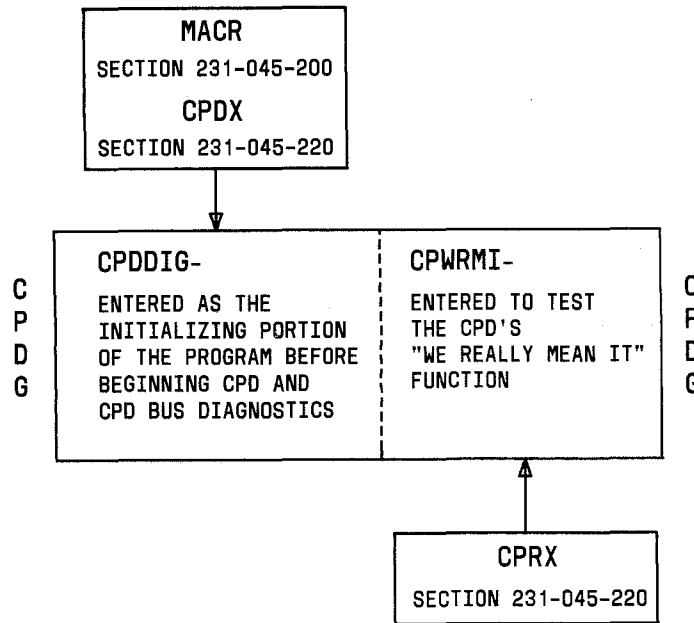 MACR
SECTION 231-045-200
CPDX
SECTION 231-045-220
C
P
D
G
CPDDIG-
ENTERED AS THE
INITIALIZING PORTION
OF THE PROGRAM BEFORE
BEGINNING CPD AND
CPD BUS DIAGNOSTICS
CPWRMI-
ENTERED TO TEST
THE CPD'S
"WE REALLY MEAN IT"
FUNCTION
CPRX
SECTION 231-045-220